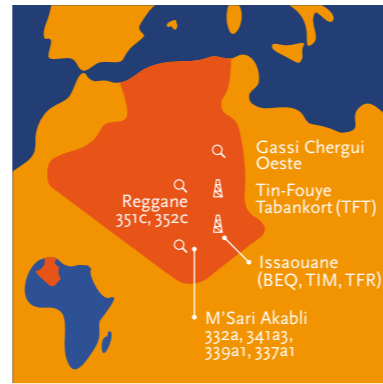 Gassi Chergui
Oeste
Reggane
351c, 352c
Tin-Fouye
Tabankort (TFT)
Issaouane
(BEQ, TIM, TFR)
M'Sari Akabli
332a, 341a3,
339a1, 337a1